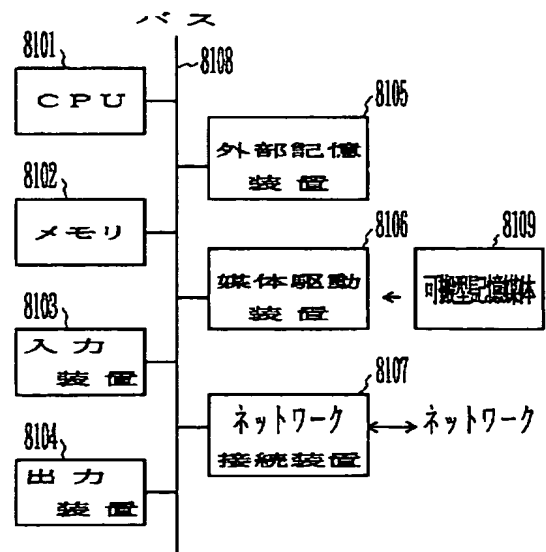 バス
8101
8108
CPU
8105
外部記憶
装置
8102
メモリ
8106
8109
媒体駆動
装置
可搬型記憶媒体
8103
入力
装置
8107
ネットワーク
接続装置
ネットワーク
8104
出力
装置